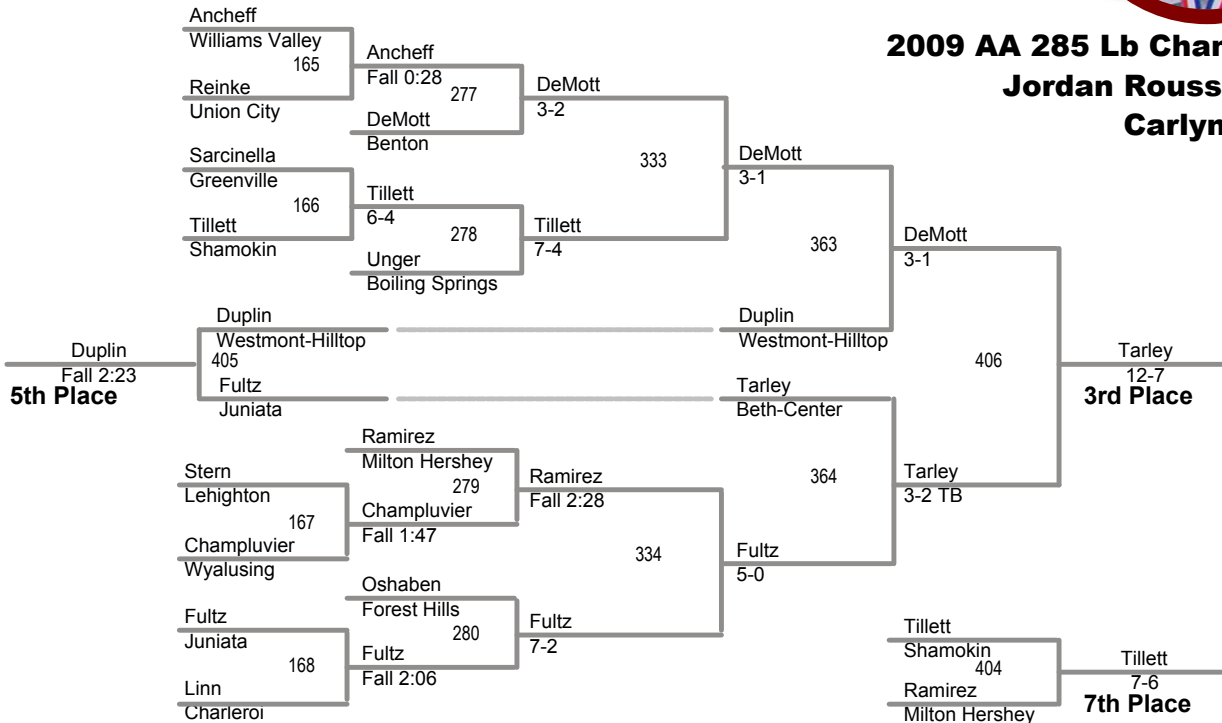 2009 AA 285 Lb Cham
Jordan Rouss
Carlyn
Ancheff
Williams Valley
165
Reinke
Union City
Ancheff
Fall 0:28
277
DeMott
Benton
DeMott
3-2
Sarcinella
Greenville
166
Tillett
Shamokin
Tillett
6-4
278
Unger
Boiling Springs
Tillett
7-4
333
DeMott
3-1
363
DeMott
3-1
Duplin
Westmont-Hilltop
Duplin
Westmont-Hilltop
Duplin
Fall 2:23
5th Place
405
Fultz
Juniata
Tarley
Beth-Center
406
Tarley
12-7
3rd Place
Ramirez
Milton Hershey
279
Stern
Lehighton
167
Champluvier
Wyalusing
Champluvier
Fall 1:47
Ramirez
Fall 2:28
334
364
Tarley
3-2 TB
Fultz
5-0
Oshaben
Forest Hills
280
Fultz
Juniata
168
Linn
Charleroi
Fultz
Fall 2:06
Fultz
7-2
Tillett
Shamokin
404
Ramirez
Milton Hershey
Tillett
7-6
7th Place